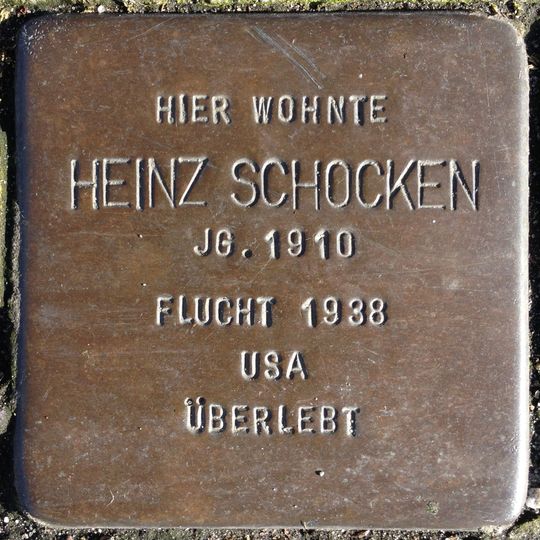 HIER WOHNTE
HEINZ SCHOCKEN
JG. 1910
FLUCHT 1938
USA
ÜBERLEBT